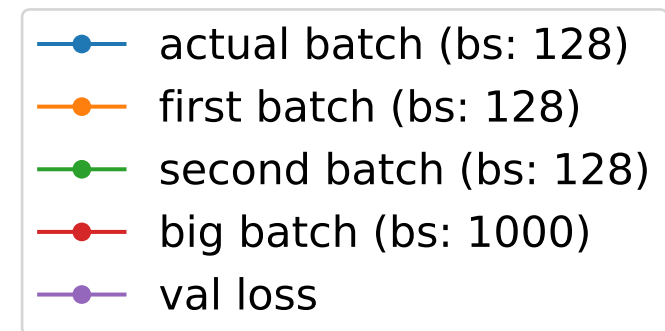 actual batch (bs: 128)
first batch (bs: 128)
second batch (bs: 128)
big batch (bs: 1000)
val loss